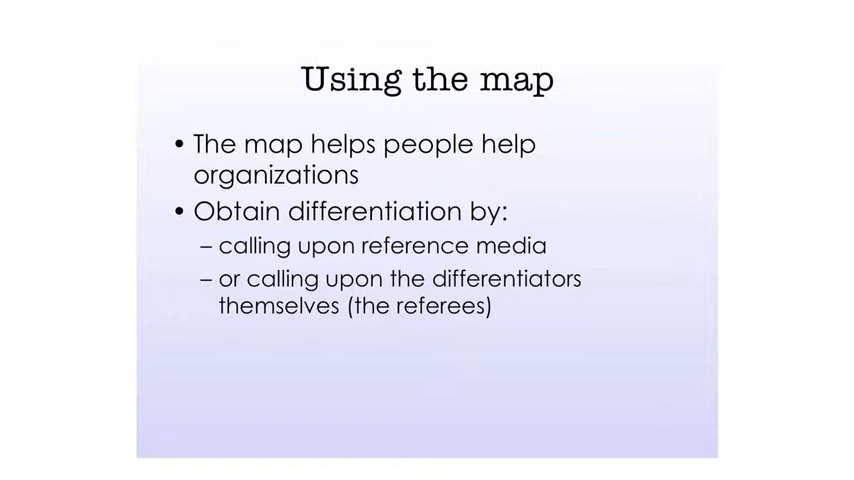 Using the map
• The map helps people help
organizations
• Obtain differentiation by:
– calling upon reference media
– or calling upon the differentiators
themselves (the referees)